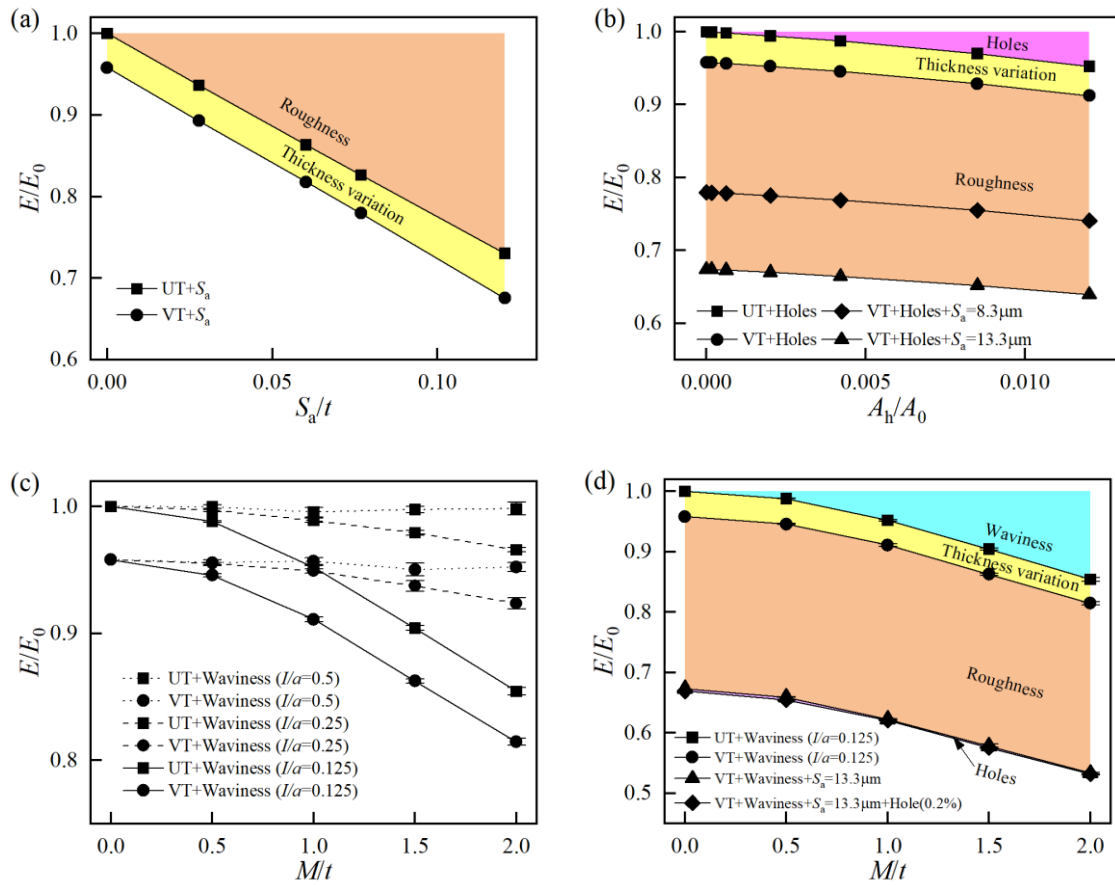 (a)
1.0
0.9
0.8
0.7
0.6
E/E0
Roughness
Thickness variation
UT+Sa
VT+Sa
0.00 0.05 0.10
Sa/t
(b)
1.0
0.9
0.8
0.7
0.6
E/E0
Holes
Thickness variation
Roughness
UT+Holes VT+Holes+Sa=8.3μm
VT+Holes VT+Holes+Sa=13.3μm
0.000 0.005 0.010
Ah/A0
(c)
1.0
0.9
0.8
E/E0
UT+Waviness (I/a=0.5)
VT+Waviness (I/a=0.5)
UT+Waviness (I/a=0.25)
VT+Waviness (I/a=0.25)
UT+Waviness (I/a=0.125)
VT+Waviness (I/a=0.125)
0.0 0.5 1.0 1.5 2.0
M/t
(d)
1.0
0.9
0.8
0.7
0.6
0.5
E/E0
Waviness
Thickness variation
Roughness
UT+Waviness (I/a=0.125)
VT+Waviness (I/a=0.125)
VT+Waviness+Sa=13.3μm
VT+Waviness+Sa=13.3μm+Hole(0.2%)
Holes
0.0 0.5 1.0 1.5 2.0
M/t